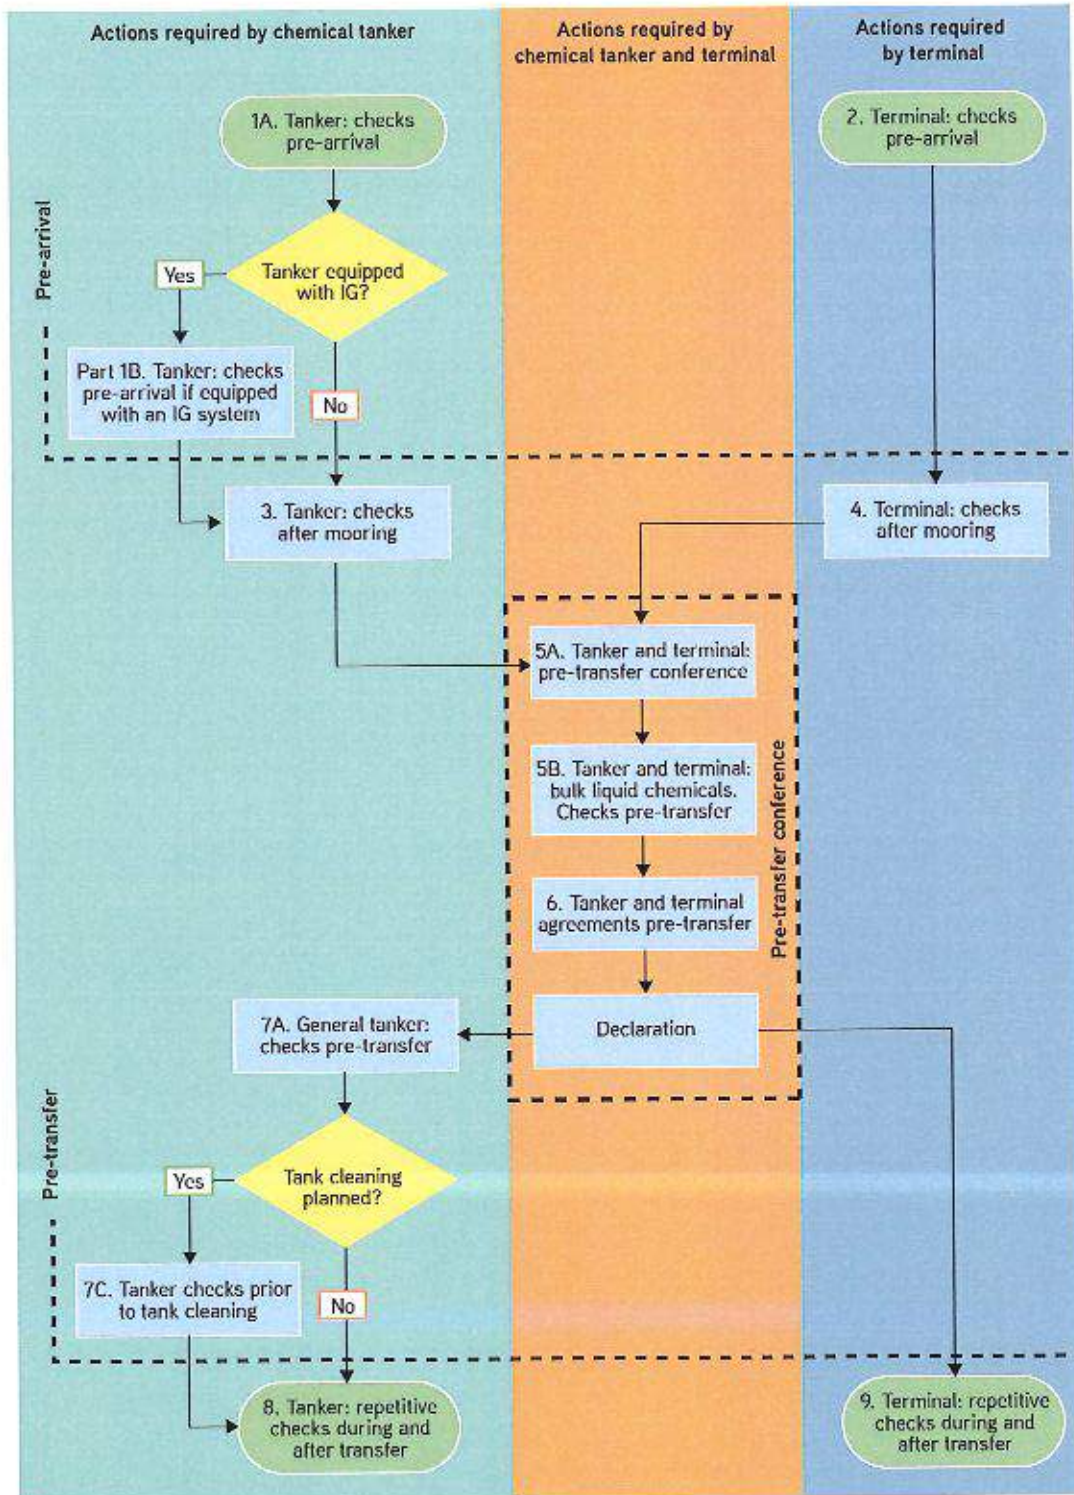 Actions required by chemical tanker
Actions required by
chemical tanker and terminal
Actions required
by terminal
1A. Tanker: checks
pre-arrival
2. Terminal: checks
pre-arrival
Pre-arrival
Tanker equipped
with IG?
Yes
Part 1B. Tanker: checks
pre-arrival if equipped
with an IG system
No
3. Tanker: checks
after mooring
4. Terminal: checks
after mooring
5A. Tanker and terminal:
pre-transfer conference
5B. Tanker and terminal:
bulk liquid chemicals.
Checks pre-transfer
6. Tanker and terminal
agreements pre-transfer
Declaration
Pre-transfer conference
7A. General tanker:
checks pre-transfer
Pre-transfer
Tank cleaning
planned?
Yes
7C. Tanker checks prior
to tank cleaning
No
8. Tanker: repetitive
checks during and
after transfer
9. Terminal: repetitive
checks during and
after transfer